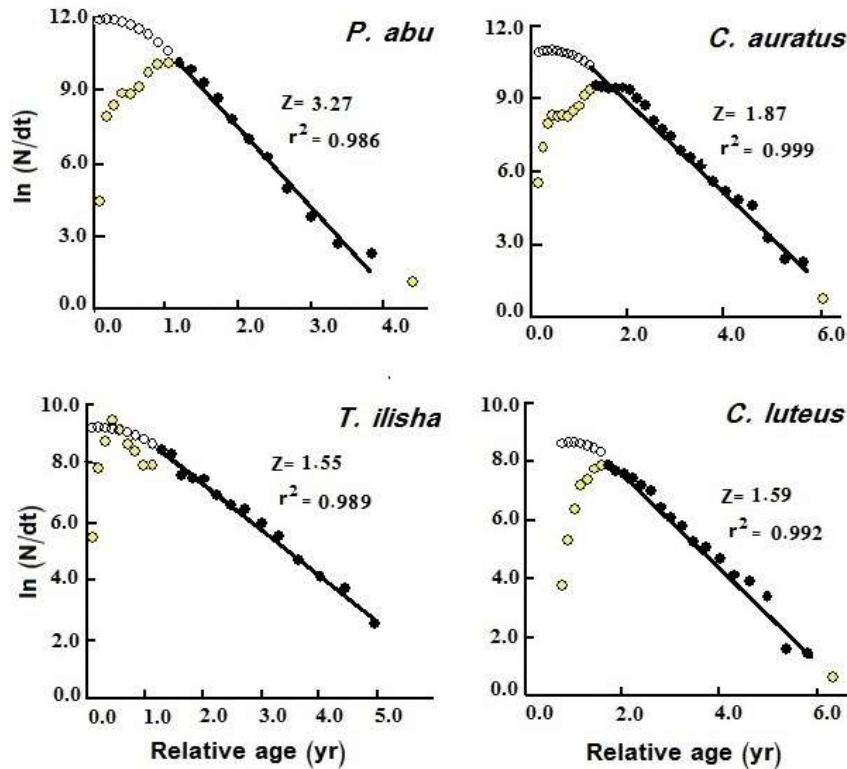 P. abu
12.0
9.0
6.0
3.0
0.0
ln (N/dt)
Z = 3.27
r² = 0.986
0.0 1.0 2.0 3.0 4.0
C. auratus
12.0
9.0
6.0
3.0
0.0
Z = 1.87
r² = 0.999
0.0 2.0 4.0 6.0
T. ilisha
10.0
8.0
6.0
4.0
2.0
0.0
ln (N/dt)
Z = 1.55
r² = 0.989
0.0 1.0 2.0 3.0 4.0 5.0
Relative age (yr)
C. luteus
10.0
8.0
6.0
4.0
2.0
0.0
Z = 1.59
r² = 0.992
0.0 2.0 4.0 6.0
Relative age (yr)